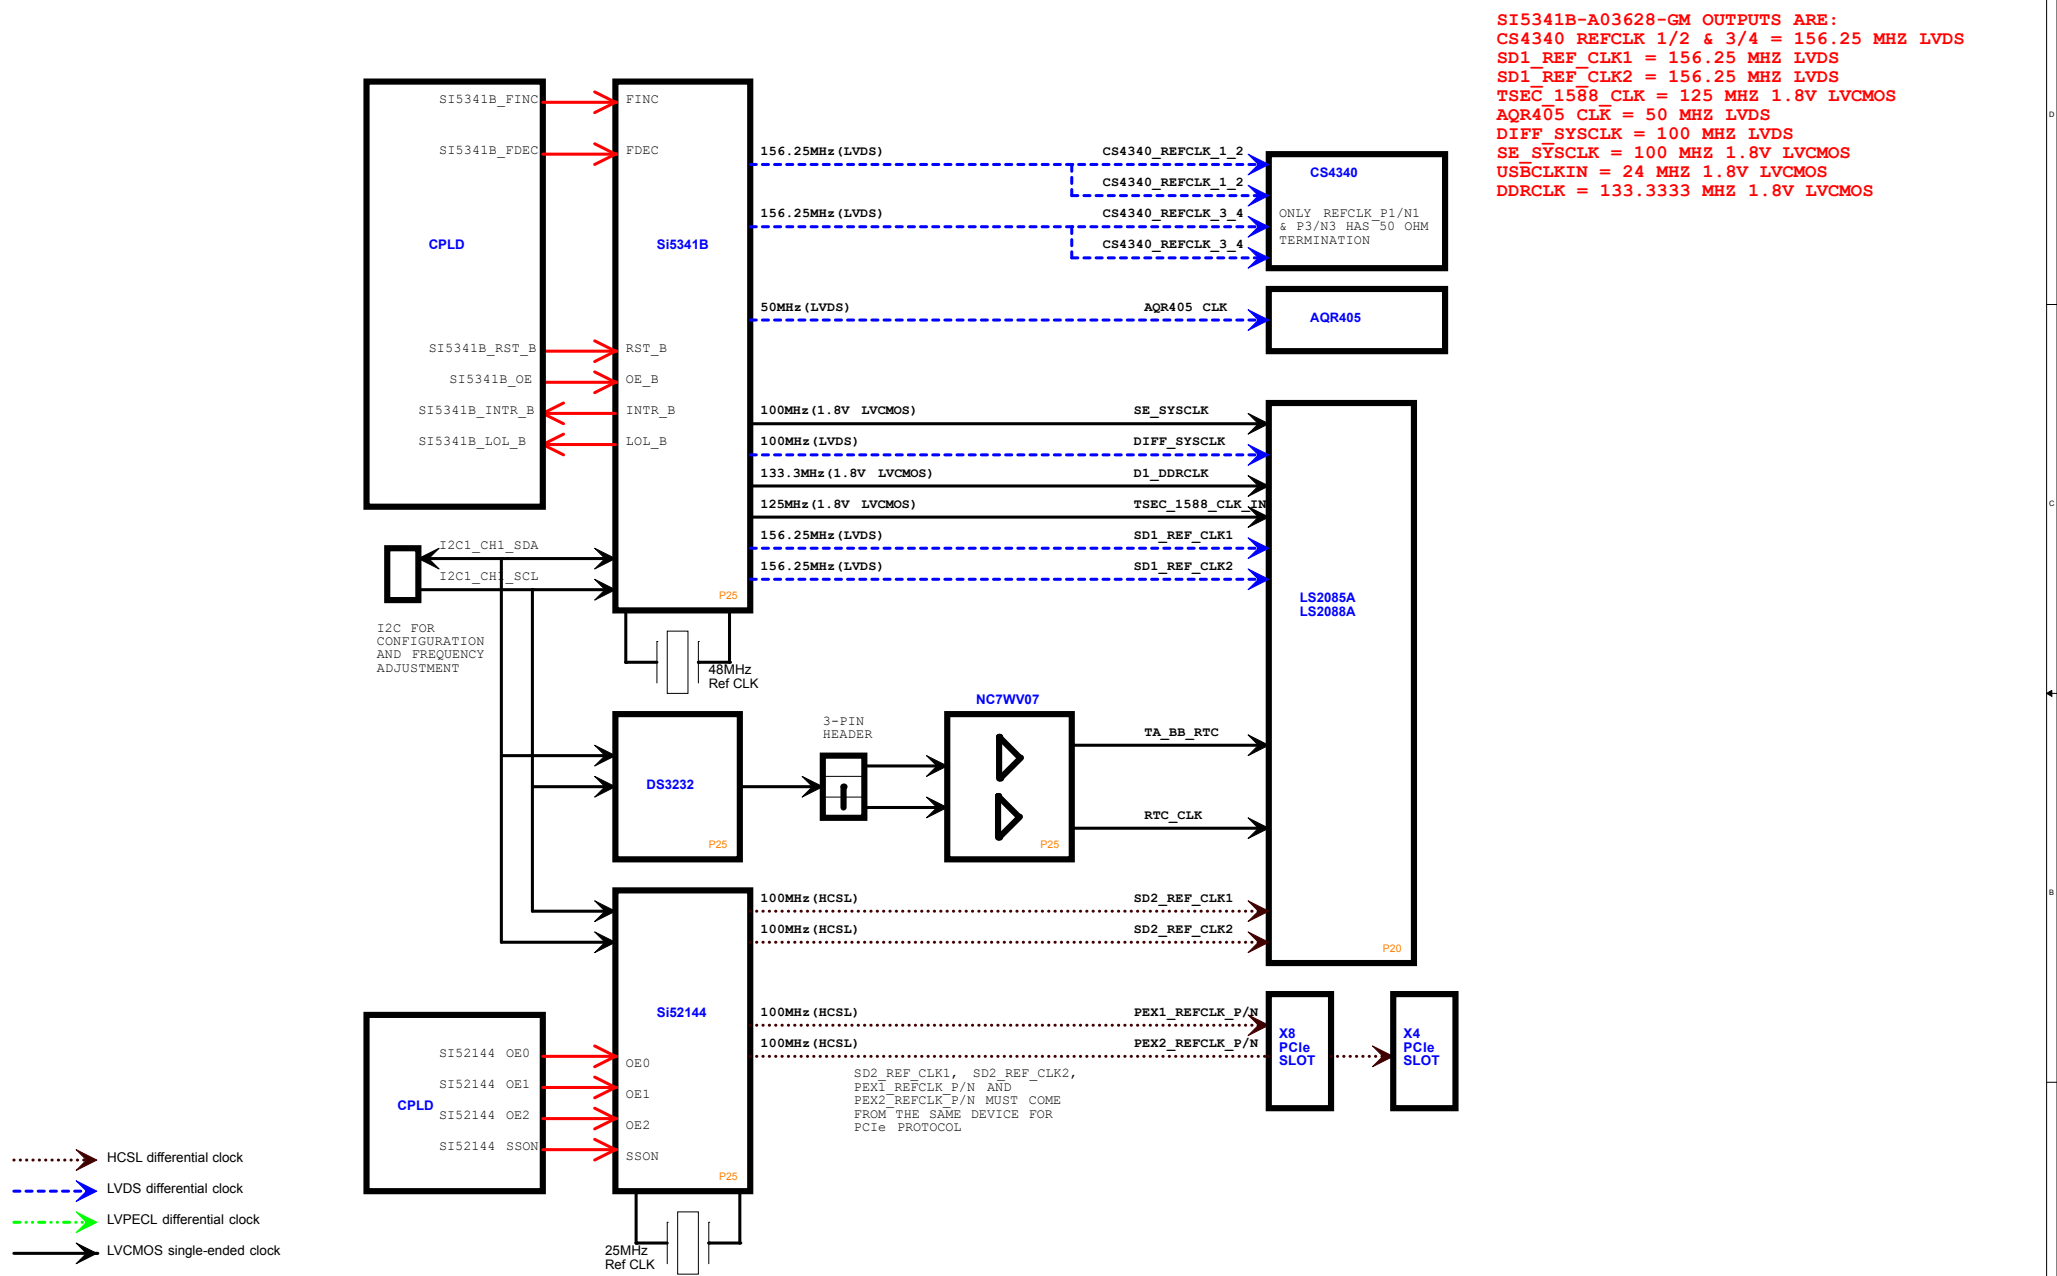 SI5341B-A03628-GM OUTPUTS ARE:
CS4340 REFCLK 1/2 & 3/4 = 156.25 MHZ LVDS
SD1_REF_CLK1 = 156.25 MHZ LVDS
SD1_REF_CLK2 = 156.25 MHZ LVDS
TSEC_1588_CLK = 125 MHZ 1.8V LVCMOS
AQR405 CLK = 50 MHZ LVDS
DIFF_SYSCLK = 100 MHZ LVDS
SE_SYSCLK = 100 MHZ 1.8V LVCMOS
USBCLKIN = 24 MHZ 1.8V LVCMOS
DDRCLK = 133.3333 MHZ 1.8V LVCMOS
D
C
B
SI5341B_FINC
SI5341B_FDEC
CPLD
SI5341B_RST_B
SI5341B_OE
SI5341B_INTR_B
SI5341B_LOL_B
FINC
FDEC
Si5341B
RST_B
OE_B
INTR_B
LOL_B
P25
156.25MHz(LVDS) CS4340_REFCLK_1_2
CS4340_REFCLK_1_2
156.25MHz(LVDS) CS4340_REFCLK_3_4
CS4340_REFCLK_3_4
CS4340
ONLY REFCLK_P1/N1
& P3/N3 HAS 50 OHM
TERMINATION
50MHz(LVDS) AQR405 CLK
AQR405
100MHz(1.8V LVCMOS) SE_SYSCLK
100MHz(LVDS) DIFF_SYSCLK
133.3MHz(1.8V LVCMOS) D1_DDRCLK
125MHz(1.8V LVCMOS) TSEC_1588_CLK_IN
156.25MHz(LVDS) SD1_REF_CLK1
156.25MHz(LVDS) SD1_REF_CLK2
LS2085A
LS2088A
I2C1_CH1_SDA
I2C1_CH1_SCL
I2C FOR
CONFIGURATION
AND FREQUENCY
ADJUSTMENT
48MHz
Ref CLK
DS3232
P25
3-PIN
HEADER
NC7WV07
P25
TA_BB_RTC
RTC_CLK
100MHz(HCSL) SD2_REF_CLK1
100MHz(HCSL) SD2_REF_CLK2
P20
Si52144
100MHz(HCSL) PEX1_REFCLK_P/N
100MHz(HCSL) PEX2_REFCLK_P/N
X8
PCIe
SLOT
X4
PCIe
SLOT
SD2_REF_CLK1, SD2_REF_CLK2,
PEX1_REFCLK_P/N AND
PEX2_REFCLK_P/N MUST COME
FROM THE SAME DEVICE FOR
PCIe PROTOCOL
SI52144 OE0
SI52144 OE1
CPLD
SI52144 OE2
SI52144 SSON
OE0
OE1
OE2
SSON
P25
25MHz
Ref CLK
HCSL differential clock
LVDS differential clock
LVPECL differential clock
LVCMOS single-ended clock